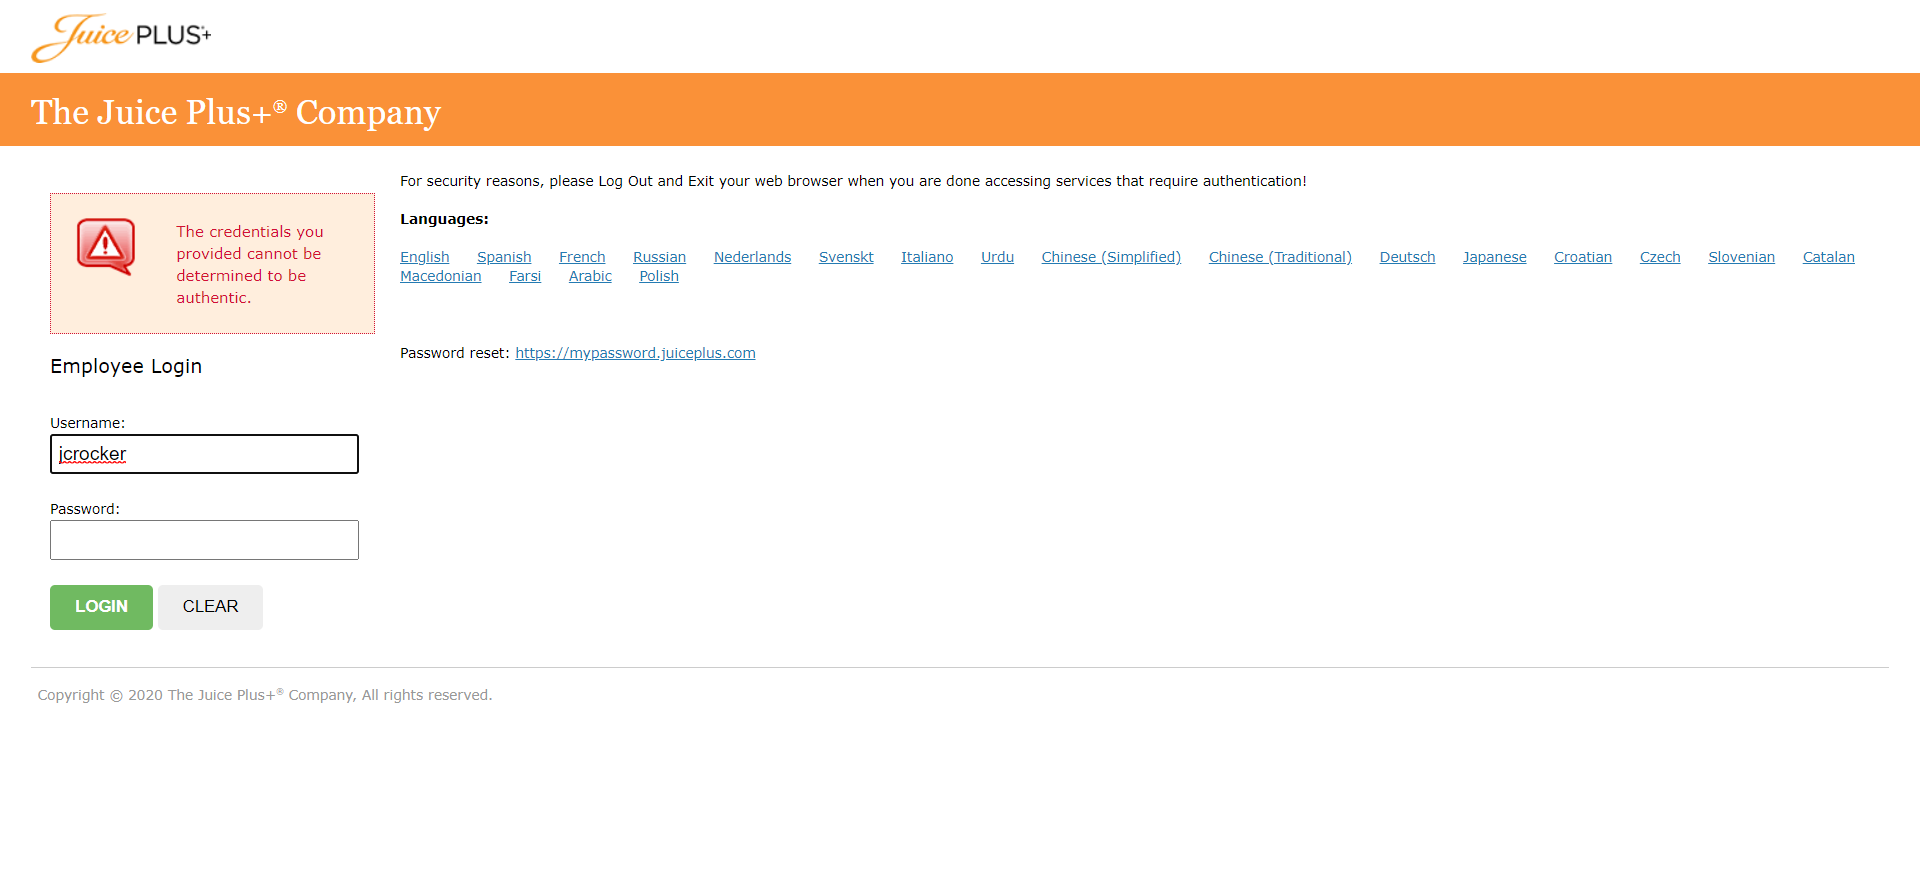 Juice PLUS+
The Juice Plus+® Company
The credentials you
provided cannot be
determined to be
authentic.
Employee Login
Username:
jcrocker
Password:
LOGIN CLEAR
For security reasons, please Log Out and Exit your web browser when you are done accessing services that require authentication!
Languages:
English Spanish French Russian Nederlands Svenskt Italiano Urdu Chinese (Simplified) Chinese (Traditional) Deutsch Japanese Croatian Czech Slovenian Catalan
Macedonian Farsi Arabic Polish
Password reset: https://mypassword.juiceplus.com
Copyright © 2020 The Juice Plus+® Company, All rights reserved.